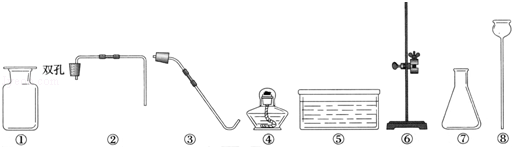 双孔
① ② ③ ④ ⑤ ⑥ ⑦ ⑧